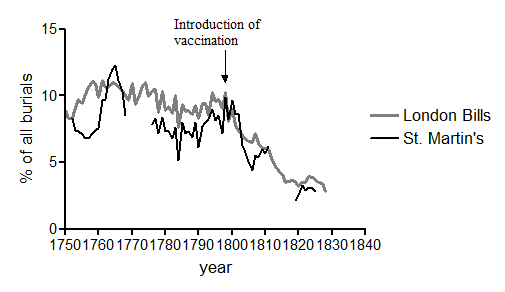 Introduction of
vaccination
15
10
5
0
% of all burials
1750 1760 1770 1780 1790 1800 1810 1820 1830 1840
year
London Bills
St. Martin's